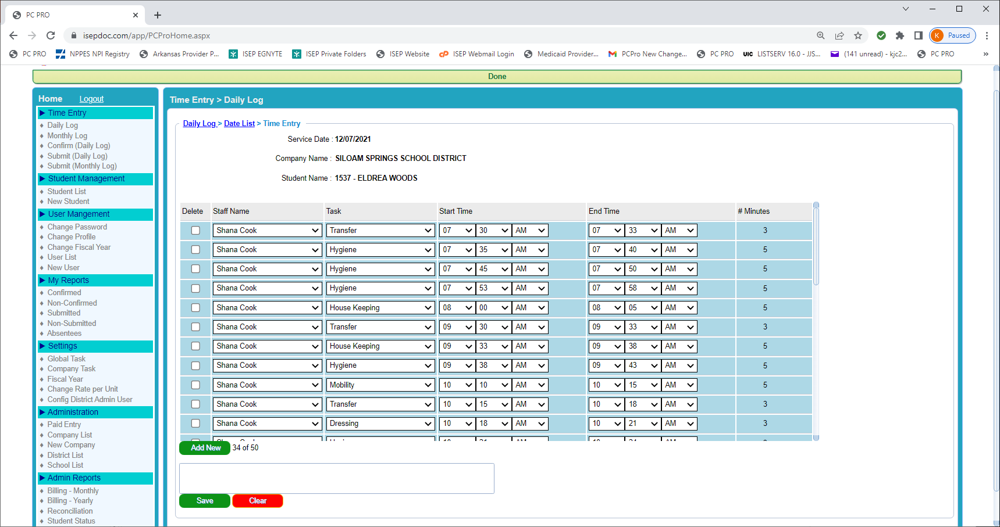 PC PRO
isepdoc.com/app/PCProHome.aspx
K Paused
PC PRO NPPES NPI Registry Arkansas Provider P... ISEP EGNYTE ISEP Private Folders ISEP Website ISEP Webmail Login Medicaid Provider... PCPro New Change... PC PRO UIC LISTSERV 16.0 - JJS... (141 unread) - kjc2... PC PRO »
Done
Home Logout
Time Entry
Daily Log
Monthly Log
Confirm (Daily Log)
Submit (Daily Log)
Submit (Monthly Log)
Student Management
Student List
New Student
User Mangement
Change Password
Change Profile
Change Fiscal Year
User List
New User
My Reports
Confirmed
Non-Confirmed
Submitted
Non-Submitted
Absentees
Settings
Global Task
Company Task
Fiscal Year
Change Rate per Unit
Config District Admin User
Administration
Paid Entry
Company List
New Company
District List
School List
Admin Reports
Billing - Monthly
Billing - Yearly
Reconciliation
Student Status
Time Entry > Daily Log
Daily Log > Date List > Time Entry
Service Date : 12/07/2021
Company Name : SILOAM SPRINGS SCHOOL DISTRICT
Student Name : 1537 - ELDREA WOODS
Delete Staff Name Task Start Time End Time # Minutes
Shana Cook Transfer 07 30 AM 07 33 AM 3
Shana Cook Hygiene 07 35 AM 07 40 AM 5
Shana Cook Hygiene 07 45 AM 07 50 AM 5
Shana Cook Hygiene 07 53 AM 07 58 AM 5
Shana Cook House Keeping 08 00 AM 08 05 AM 5
Shana Cook Transfer 09 30 AM 09 33 AM 3
Shana Cook House Keeping 09 33 AM 09 38 AM 5
Shana Cook Hygiene 09 38 AM 09 43 AM 5
Shana Cook Mobility 10 10 AM 10 15 AM 5
Shana Cook Transfer 10 15 AM 10 18 AM 3
Shana Cook Dressing 10 18 AM 10 21 AM 3
Add New 34 of 50
Save Clear